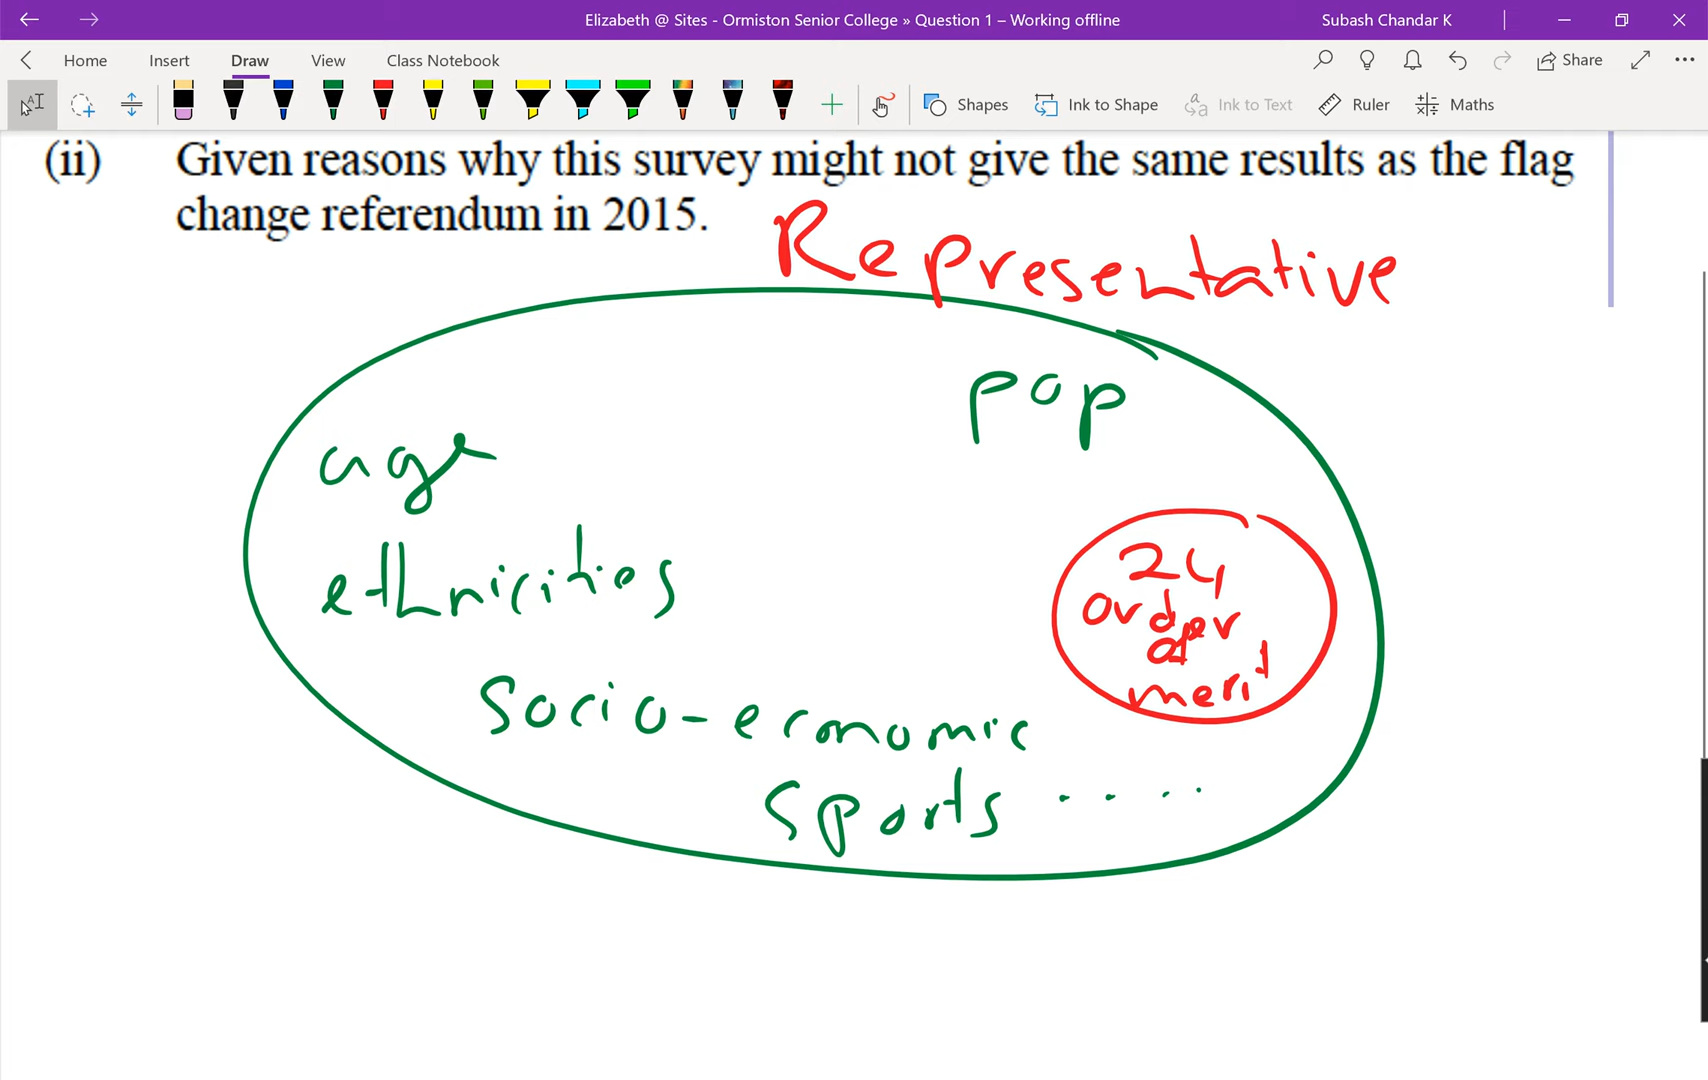 Elizabeth @ Sites - Ormiston Senior College » Question 1 – Working offline
Subash Chandar K
Home Insert Draw View Class Notebook
Share
Shapes Ink to Shape Ink to Text Ruler Maths
(ii) Given reasons why this survey might not give the same results as the flag
change referendum in 2015.
Representative
pop
age
ethnicities
24
order
of
merit
Socio-economic
Sports ....